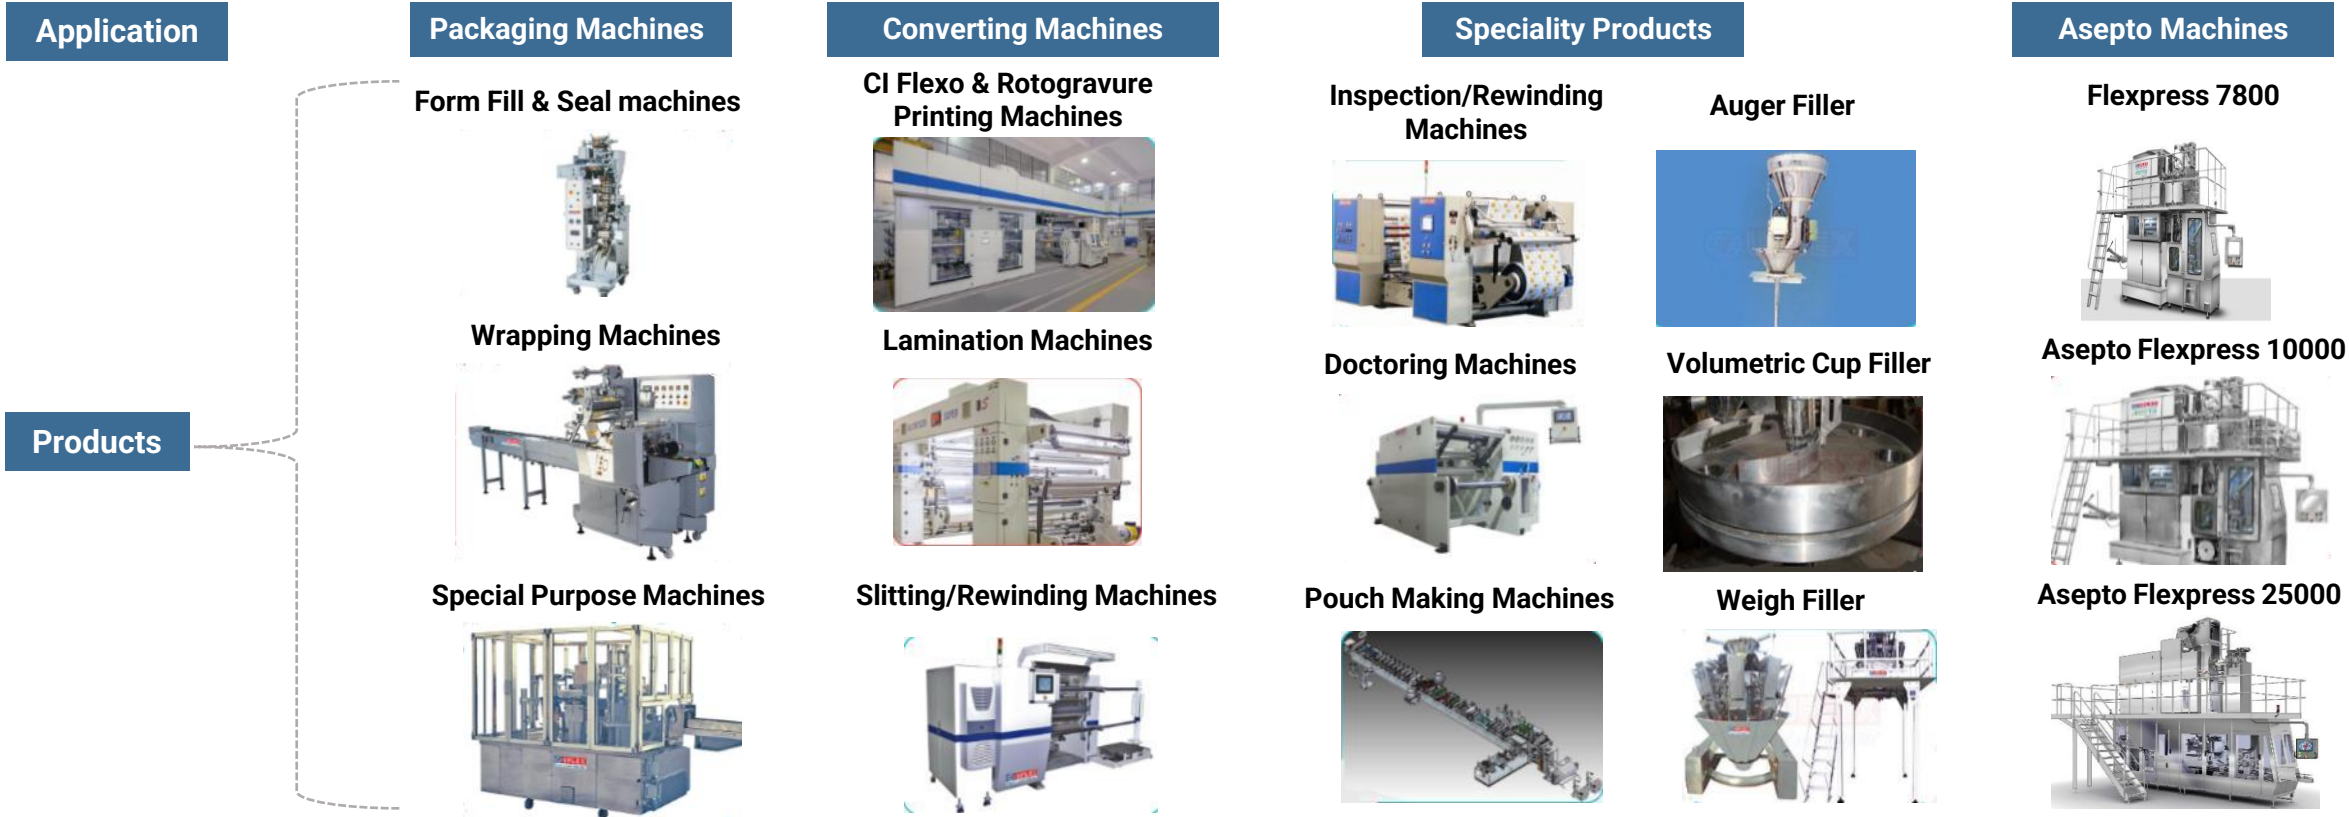 Application
Packaging Machines
Converting Machines
Speciality Products
Asepto Machines
Products
Form Fill & Seal machines
Wrapping Machines
Special Purpose Machines
CI Flexo & Rotogravure
Printing Machines
Lamination Machines
Slitting/Rewinding Machines
Inspection/Rewinding
Machines
Doctoring Machines
Pouch Making Machines
Auger Filler
Volumetric Cup Filler
Weigh Filler
Flexpress 7800
Asepto Flexpress 10000
Asepto Flexpress 25000